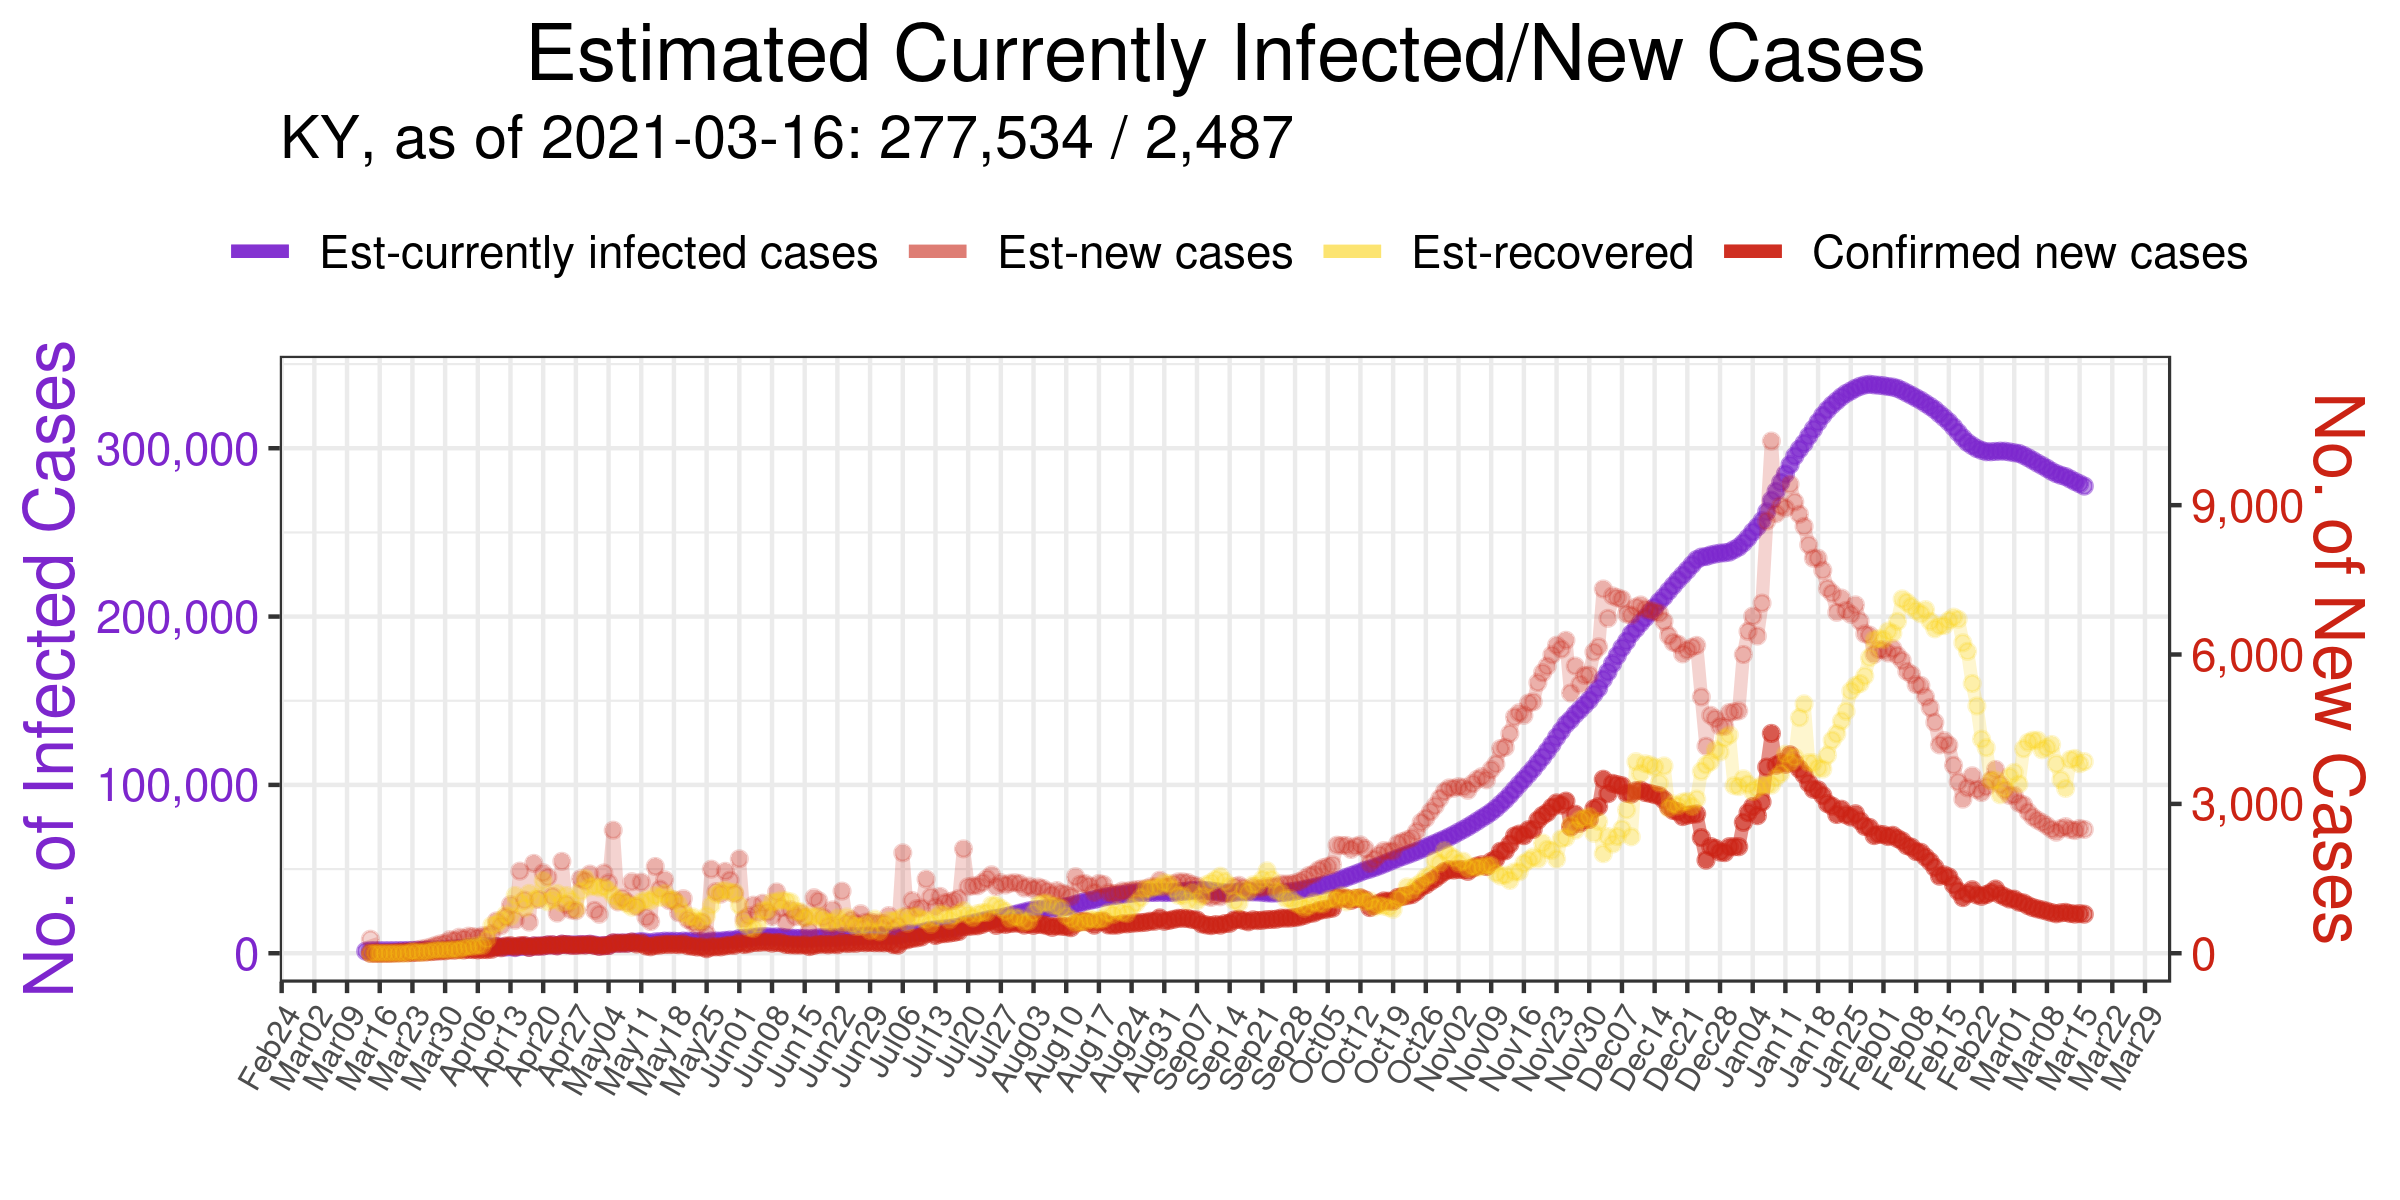 Estimated Currently Infected/New Cases
KY, as of 2021-03-16: 277,534 / 2,487
Est-currently infected cases Est-new cases Est-recovered Confirmed new cases
No. of Infected Cases
300,000
200,000
100,000
0
No. of New Cases
9,000
6,000
3,000
0
Feb24 Mar02 Mar09 Mar16 Mar23 Mar30 Apr06 Apr13 Apr20 Apr27 May04 May11 May18 May25 Jun01 Jun08 Jun15 Jun22 Jun29 Jul06 Jul13 Jul20 Jul27 Aug03 Aug10 Aug17 Aug24 Aug31 Sep07 Sep14 Sep21 Sep28 Oct05 Oct12 Oct19 Oct26 Nov02 Nov09 Nov16 Nov23 Nov30 Dec07 Dec14 Dec21 Dec28 Jan04 Jan11 Jan18 Jan25 Feb01 Feb08 Feb15 Feb22 Mar01 Mar08 Mar15 Mar22 Mar29